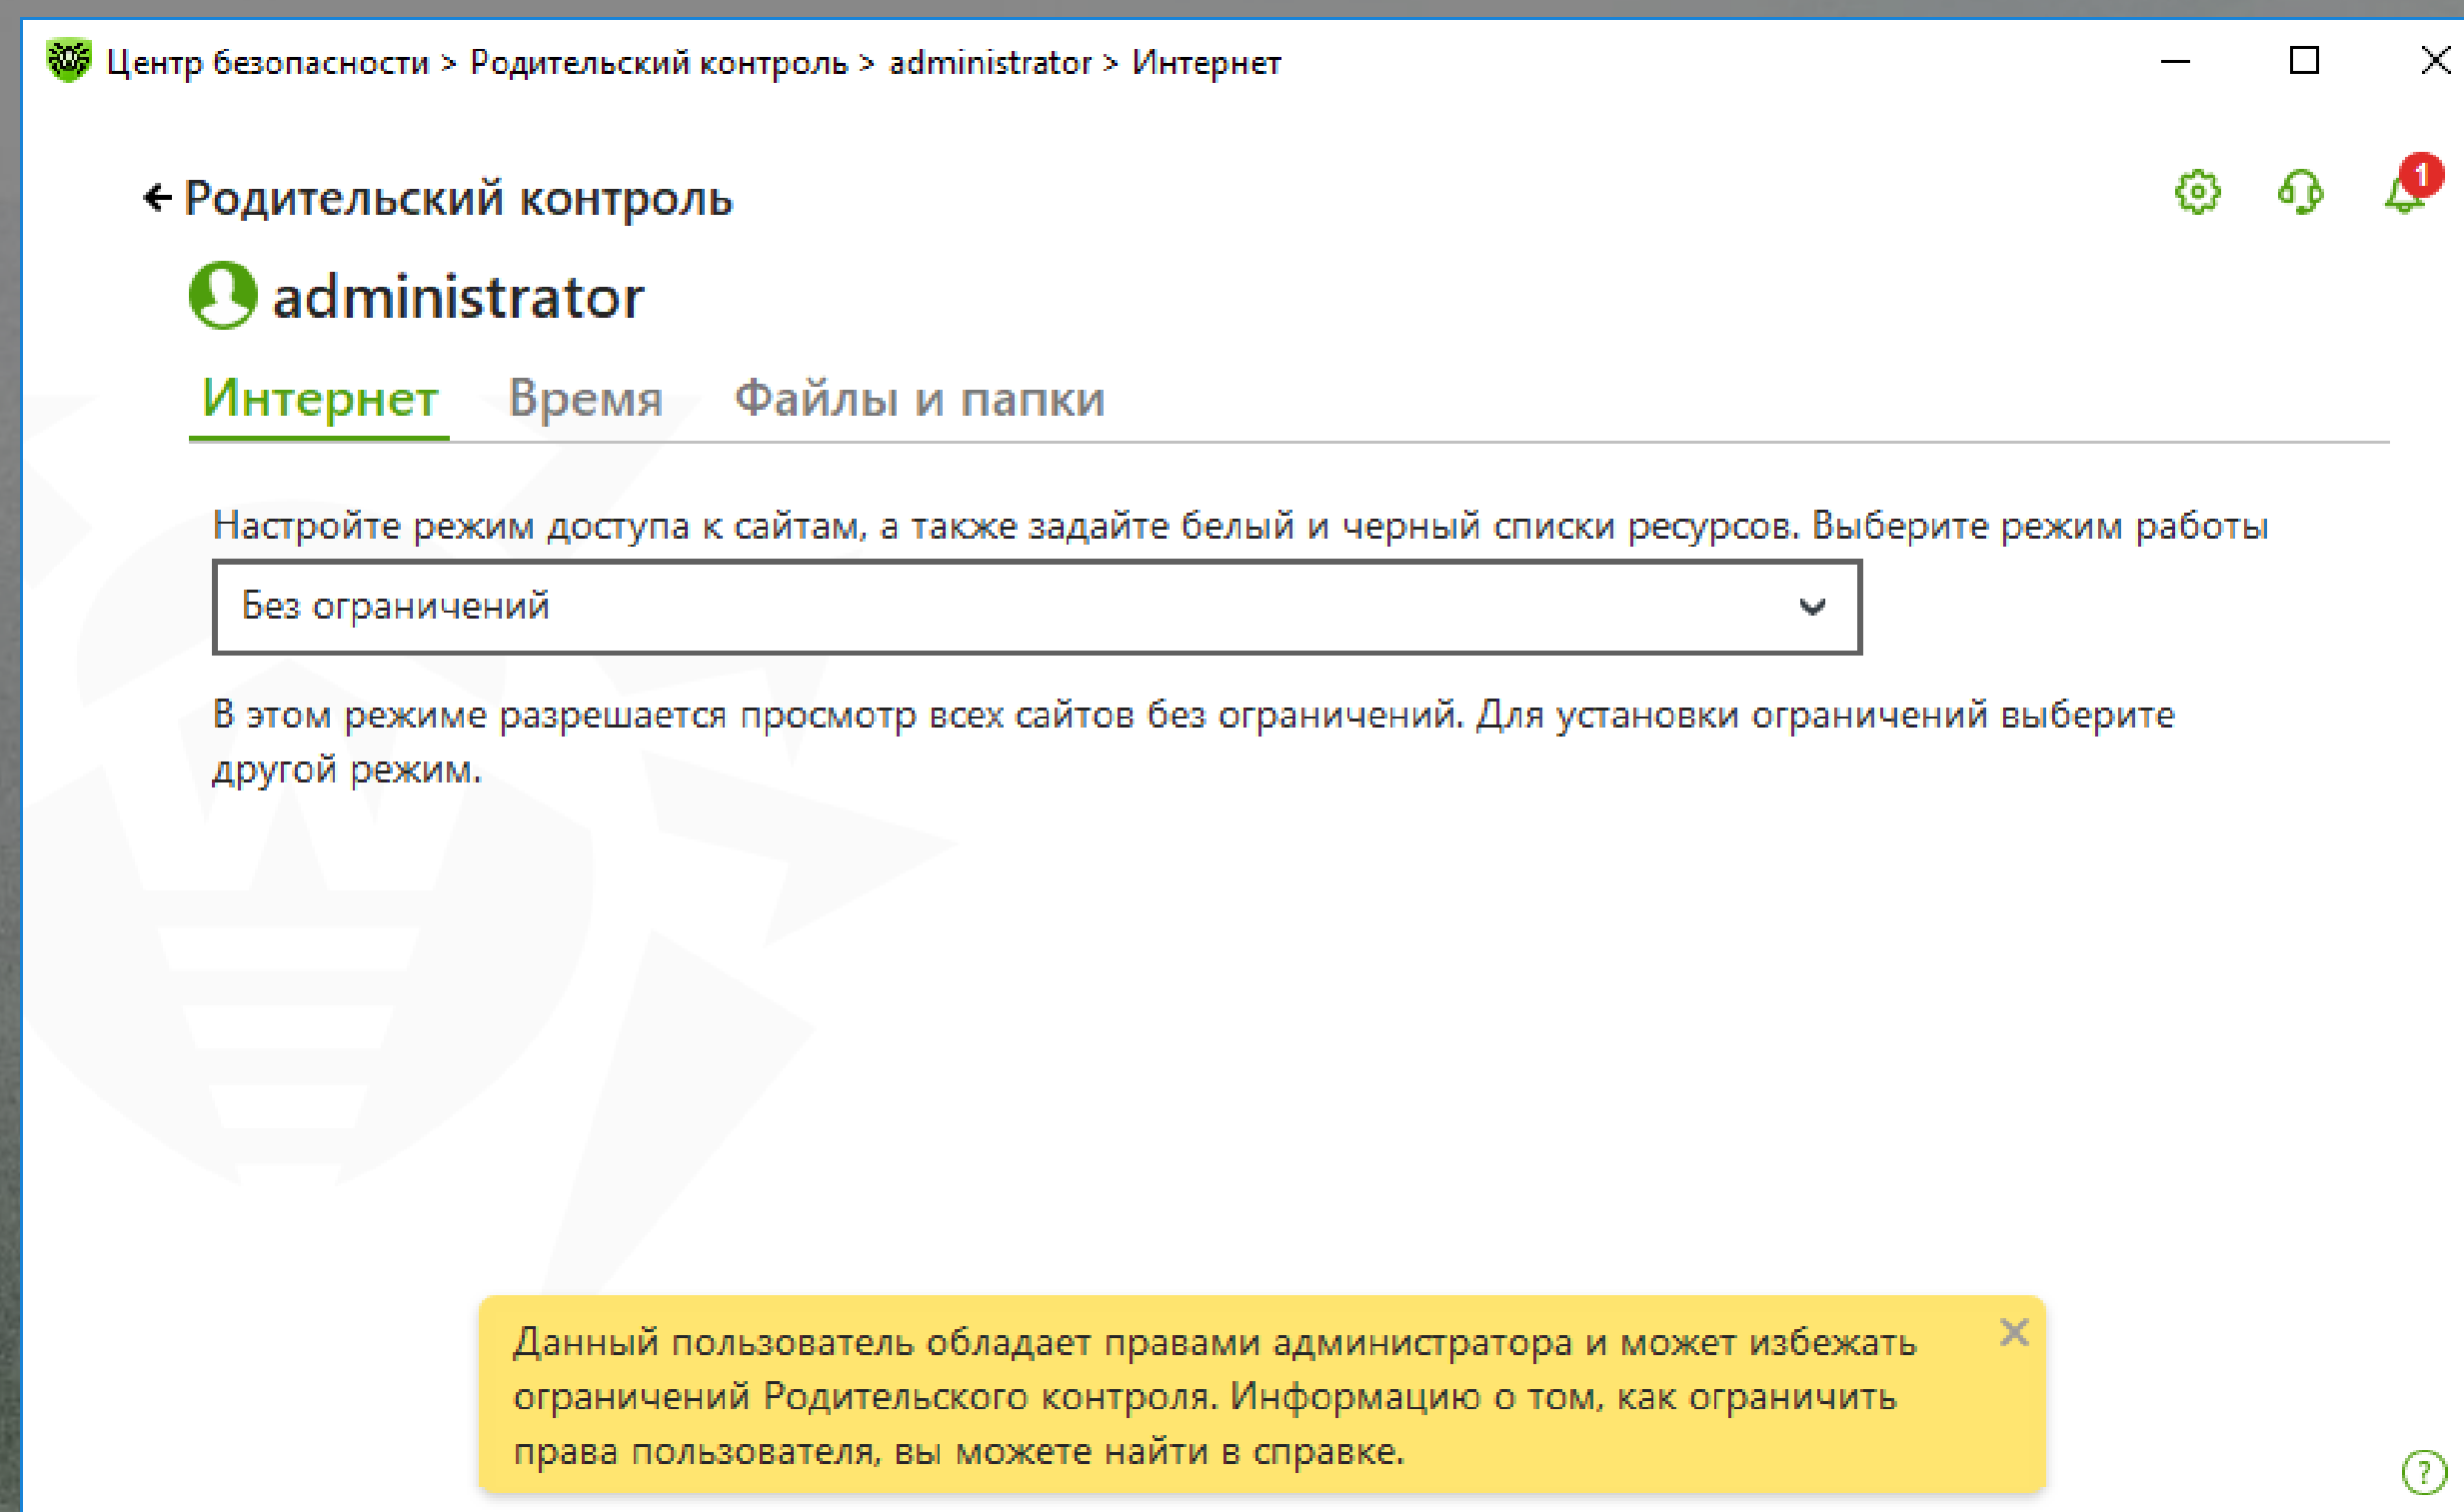 Центр безопасности > Родительский контроль > administrator > Интернет
Родительский контроль
1
administrator
Интернет Время Файлы и папки
Настройте режим доступа к сайтам, а также задайте белый и черный списки ресурсов. Выберите режим работы
Без ограничений
В этом режиме разрешается просмотр всех сайтов без ограничений. Для установки ограничений выберите
другой режим.
Данный пользователь обладает правами администратора и может избежать
ограничений Родительского контроля. Информацию о том, как ограничить
права пользователя, вы можете найти в справке.
?